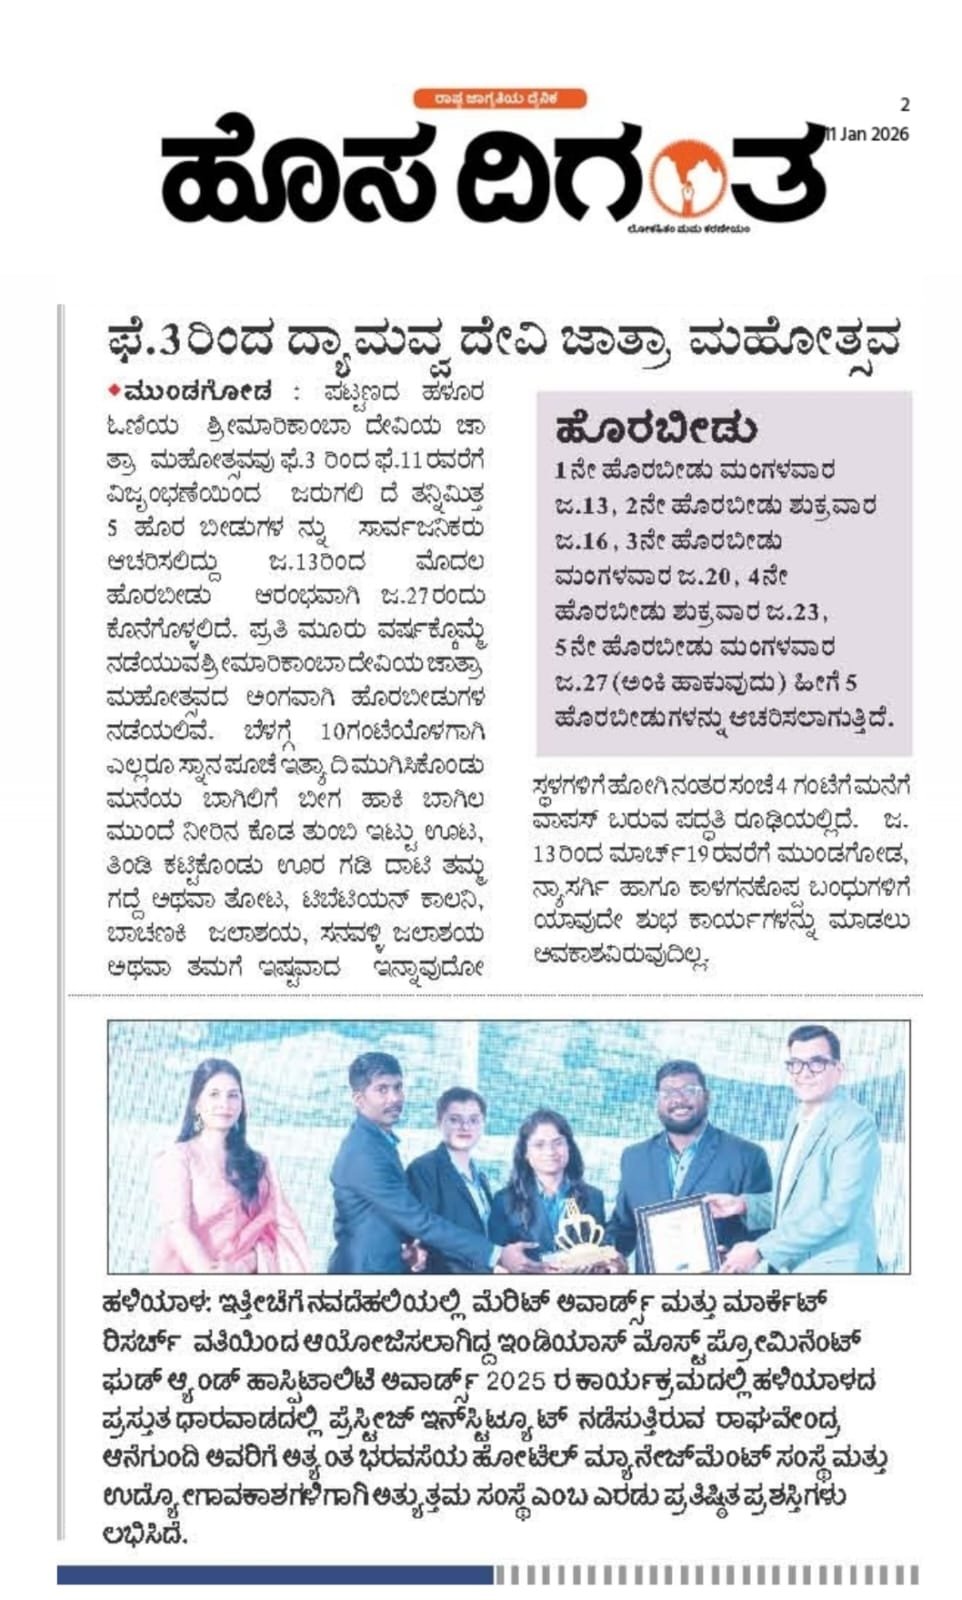 ರಾಷ್ಟ್ರ ಜಾಗೃತಿಯ ದೈನಿಕ
ಹೊಸ ದಿಗಂತ
ಲೋಕಹಿತಂ ಮಮ ಕರಣೀಯಂ
2
11 Jan 2026
ಫೆ.3ರಿಂದ ದ್ಯಾಮವ್ವ ದೇವಿ ಜಾತ್ರಾ ಮಹೋತ್ಸವ
ಮುಂಡಗೋಡ : ಪಟ್ಟಣದ ಹಳೂರ
ಓಣಿಯ ಶ್ರೀಮಾರಿಕಾಂಬಾ ದೇವಿಯ ಜಾ
ತ್ರಾ ಮಹೋತ್ಸವವು ಫೆ.3 ರಿಂದ ಫೆ.11ರವರೆಗೆ
ವಿಜೃಂಭಣೆಯಿಂದ ಜರುಗಲಿ ದೆ ತನ್ನಿಮಿತ್ತ
5 ಹೊರ ಬೀಡುಗಳ ನ್ನು ಸಾರ್ವಜನಿಕರು
ಆಚರಿಸಲಿದ್ದು ಜ.13ರಿಂದ ಮೊದಲ
ಹೊರಬೀಡು ಆರಂಭವಾಗಿ ಜ.27ರಂದು
ಕೊನೆಗೊಳ್ಳಲಿದೆ. ಪ್ರತಿ ಮೂರು ವರ್ಷಕ್ಕೊಮ್ಮೆ
ನಡೆಯುವ ಶ್ರೀಮಾರಿಕಾಂಬಾ ದೇವಿಯ ಜಾತ್ರಾ
ಮಹೋತ್ಸವದ ಅಂಗವಾಗಿ ಹೊರಬೀಡುಗಳ
ನಡೆಯಲಿವೆ. ಬೆಳಗ್ಗೆ 10ಗಂಟೆಯೊಳಗಾಗಿ
ಎಲ್ಲರೂ ಸ್ನಾನ ಪೂಜೆ ಇತ್ಯಾದಿ ಮುಗಿಸಿಕೊಂಡು
ಮನೆಯ ಬಾಗಿಲಿಗೆ ಬೀಗ ಹಾಕಿ ಬಾಗಿಲ
ಮುಂದೆ ನೀರಿನ ಕೊಡ ತುಂಬಿ ಇಟ್ಟು ಊಟ,
ತಿಂಡಿ ಕಟ್ಟಿಕೊಂಡು ಊರ ಗಡಿ ದಾಟಿ ತಮ್ಮ
ಗದ್ದೆ ಅಥವಾ ತೋಟ, ಟಿಬೆಟಿಯನ್ ಕಾಲನಿ,
ಬಾಚಣಕಿ ಜಲಾಶಯ, ಸನವಳ್ಳಿ ಜಲಾಶಯ
ಅಥವಾ ತಮಗೆ ಇಷ್ಟವಾದ ಇನ್ನಾವುದೋ
ಹೊರಬೀಡು
1ನೇ ಹೊರಬೀಡು ಮಂಗಳವಾರ
ಜ.13, 2ನೇ ಹೊರಬೀಡು ಶುಕ್ರವಾರ
ಜ.16, 3ನೇ ಹೊರಬೀಡು
ಮಂಗಳವಾರ ಜ.20, 4ನೇ
ಹೊರಬೀಡು ಶುಕ್ರವಾರ ಜ.23,
5ನೇ ಹೊರಬೀಡು ಮಂಗಳವಾರ
ಜ.27 (ಅಂಕಿ ಹಾಕುವುದು) ಹೀಗೆ 5
ಹೊರಬೀಡುಗಳನ್ನು ಆಚರಿಸಲಾಗುತ್ತಿದೆ.
ಸ್ಥಳಗಳಿಗೆ ಹೋಗಿ ನಂತರ ಸಂಜೆ 4 ಗಂಟೆಗೆ ಮನೆಗೆ
ವಾಪಸ್ ಬರುವ ಪದ್ಧತಿ ರೂಢಿಯಲ್ಲಿದೆ. ಜ.
13ರಿಂದ ಮಾರ್ಚ್19ರವರೆಗೆ ಮುಂಡಗೋಡ,
ನ್ಯಾಸರ್ಗಿ ಹಾಗೂ ಕಾಳಗನಕೊಪ್ಪ ಬಂಧುಗಳಿಗೆ
ಯಾವುದೇ ಶುಭ ಕಾರ್ಯಗಳನ್ನು ಮಾಡಲು
ಅವಕಾಶವಿರುವುದಿಲ್ಲ.
ಹಳಿಯಾಳ: ಇತ್ತೀಚೆಗೆ ನವದೆಹಲಿಯಲ್ಲಿ ಮೆರಿಟ್ ಅವಾರ್ಡ್ಸ್ ಮತ್ತು ಮಾರ್ಕೆಟ್
ರಿಸರ್ಚ್ ವತಿಯಿಂದ ಆಯೋಜಿಸಲಾಗಿದ್ದ ಇಂಡಿಯಾಸ್ ಮೊಸ್ಟ್ ಪ್ರೋಮಿನೆಂಟ್
ಫುಡ್ ಆ್ಯಂಡ್ ಹಾಸ್ಪಿಟಾಲಿಟಿ ಅವಾರ್ಡ್ಸ್ 2025 ರ ಕಾರ್ಯಕ್ರಮದಲ್ಲಿ ಹಳಿಯಾಳದ
ಪ್ರಸ್ತುತ ಧಾರವಾಡದಲ್ಲಿ ಪ್ರೆಸ್ಟೀಜ್ ಇನ್‌ಸ್ಟಿಟ್ಯೂಟ್ ನಡೆಸುತ್ತಿರುವ ರಾಘವೇಂದ್ರ
ಆನೆಗುಂದಿ ಅವರಿಗೆ ಅತ್ಯಂತ ಭರವಸೆಯ ಹೋಟೆಲ್ ಮ್ಯಾನೇಜ್‌ಮೆಂಟ್ ಸಂಸ್ಥೆ ಮತ್ತು
ಉದ್ಯೋಗಾವಕಾಶಗಳಿಗಾಗಿ ಅತ್ಯುತ್ತಮ ಸಂಸ್ಥೆ ಎಂಬ ಎರಡು ಪ್ರತಿಷ್ಠಿತ ಪ್ರಶಸ್ತಿಗಳು
ಲಭಿಸಿದೆ.